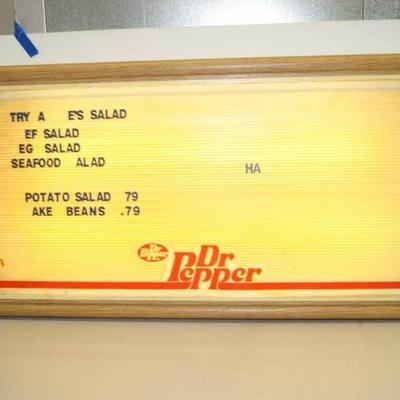 TRY A E'S SALAD
EF SALAD
EG SALAD
SEAFOOD ALAD
HA
POTATO SALAD 79
AKE BEANS .79
Dr Pepper
Dr Pepper